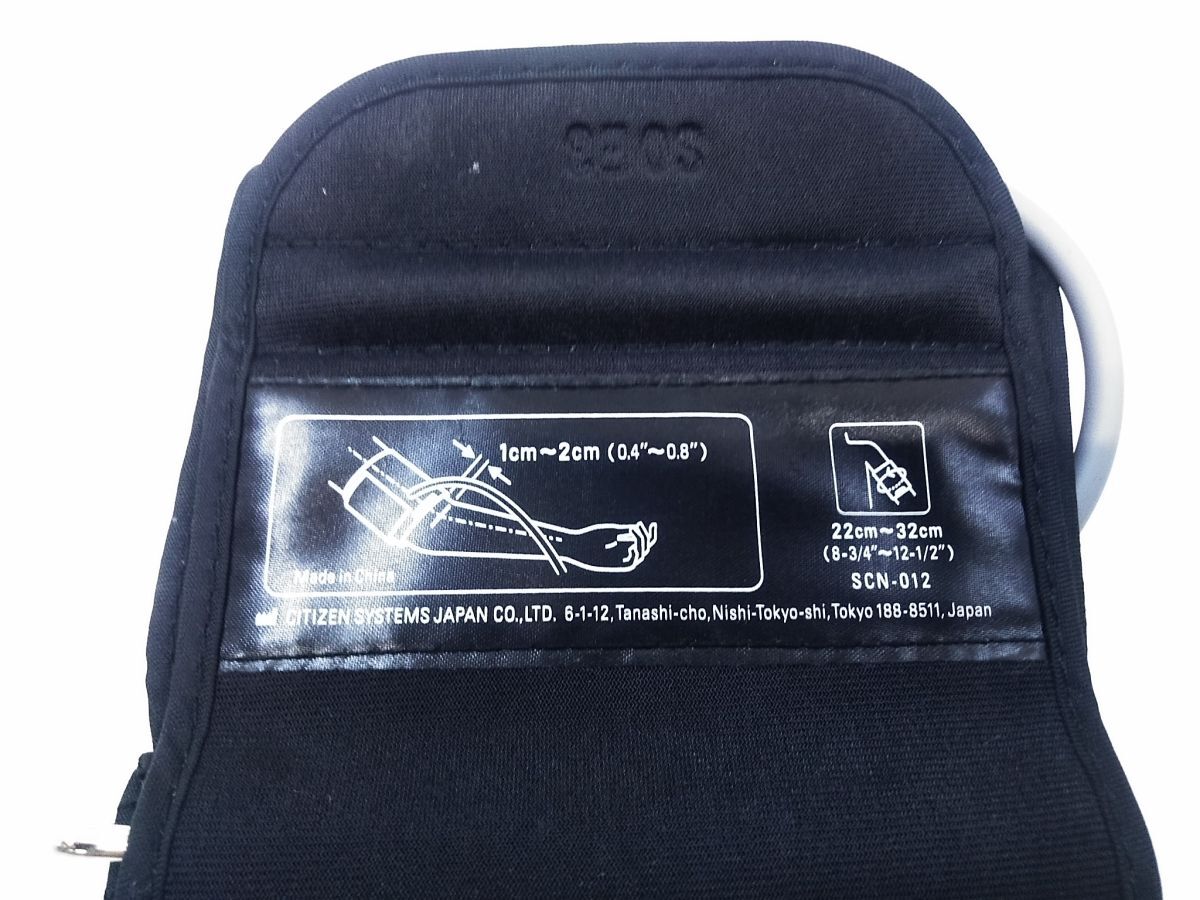 1cm～2cm (0.4"～0.8")
22cm～32cm
(8-3/4"～12-1/2")
SCN-012
Made in China
CITIZEN SYSTEMS JAPAN CO.,LTD. 6-1-12,Tanashi-cho,Nishi-Tokyo-shi,Tokyo 188-8511,Japan